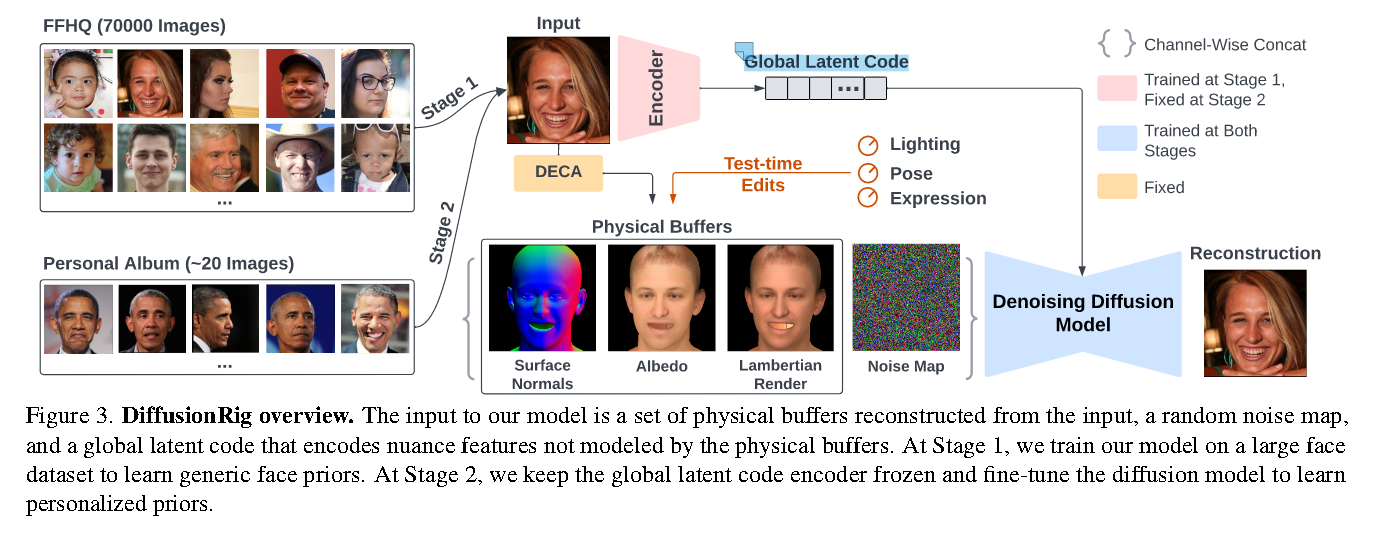 FFHQ (70000 Images)
...
Personal Album (~20 Images)
...
Stage 1
Stage 2
Input
Encoder
DECA
Global Latent Code
...
Test-time
Edits
Lighting
Pose
Expression
Physical Buffers
Surface
Normals
Albedo
Lambertian
Render
Noise Map
Denoising Diffusion
Model
Reconstruction
{ } Channel-Wise Concat
Trained at Stage 1,
Fixed at Stage 2
Trained at Both
Stages
Fixed
Figure 3. DiffusionRig overview. The input to our model is a set of physical buffers reconstructed from the input, a random noise map,
and a global latent code that encodes nuance features not modeled by the physical buffers. At Stage 1, we train our model on a large face
dataset to learn generic face priors. At Stage 2, we keep the global latent code encoder frozen and fine-tune the diffusion model to learn
personalized priors.